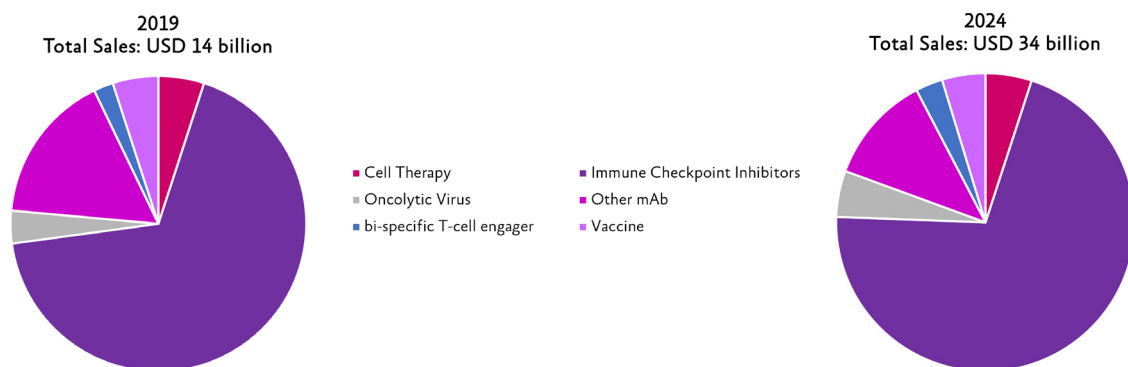 2019
Total Sales: USD 14 billion
2024
Total Sales: USD 34 billion
Cell Therapy
Immune Checkpoint Inhibitors
Oncolytic Virus
Other mAb
bi-specific T-cell engager
Vaccine